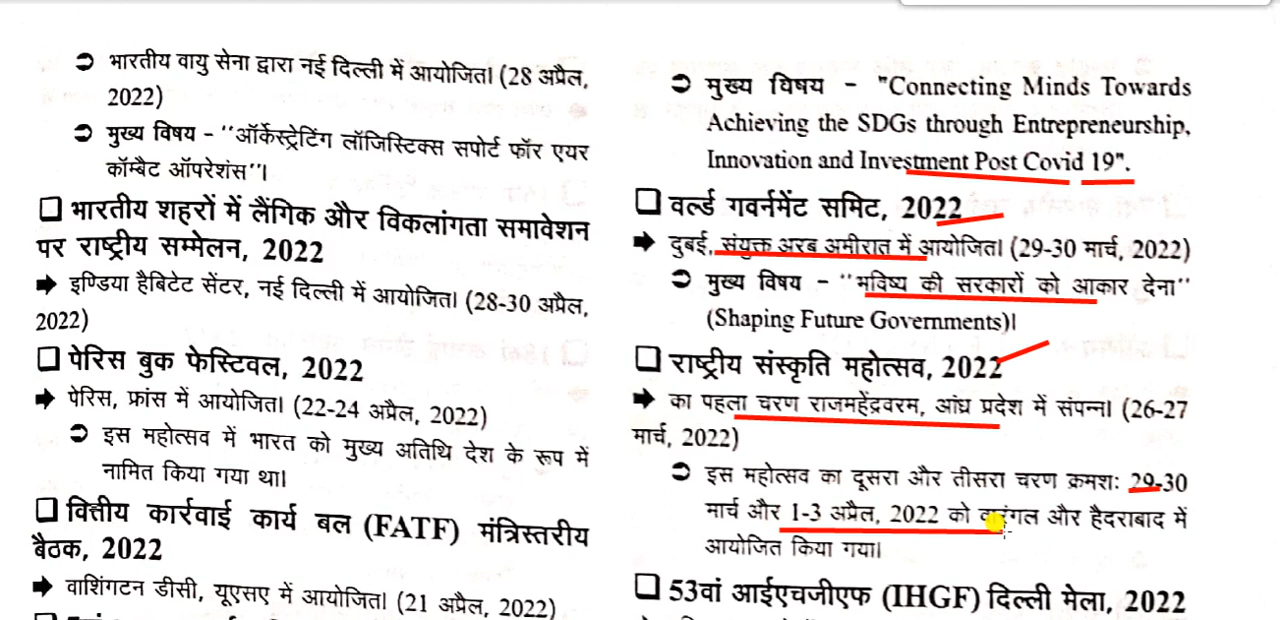 भारतीय वायु सेना द्वारा नई दिल्ली में आयोजित। (28 अप्रैल,
2022)
मुख्य विषय - ''ऑर्केस्ट्रेटिंग लॉजिस्टिक्स सपोर्ट फॉर एयर
कॉम्बैट ऑपरेशंस''।
भारतीय शहरों में लैंगिक और विकलांगता समावेशन
पर राष्ट्रीय सम्मेलन, 2022
इण्डिया हैबिटेट सेंटर, नई दिल्ली में आयोजित। (28-30 अप्रैल,
2022)
पेरिस बुक फेस्टिवल, 2022
पेरिस, फ्रांस में आयोजित। (22-24 अप्रैल, 2022)
इस महोत्सव में भारत को मुख्य अतिथि देश के रूप में
नामित किया गया था।
वित्तीय कार्रवाई कार्य बल (FATF) मंत्रिस्तरीय
बैठक, 2022
वाशिंगटन डीसी, यूएसए में आयोजित। (21 अप्रैल, 2022)
मुख्य विषय - "Connecting Minds Towards
Achieving the SDGs through Entrepreneurship,
Innovation and Investment Post Covid 19".
वर्ल्ड गवर्नमेंट समिट, 2022
दुबई, संयुक्त अरब अमीरात में आयोजित। (29-30 मार्च, 2022)
मुख्य विषय - ''भविष्य की सरकारों को आकार देना''
(Shaping Future Governments)।
राष्ट्रीय संस्कृति महोत्सव, 2022
का पहला चरण राजमहेंद्रवरम, आंध्र प्रदेश में संपन्न। (26-27
मार्च, 2022)
इस महोत्सव का दूसरा और तीसरा चरण क्रमशः 29-30
मार्च और 1-3 अप्रैल, 2022 को वारंगल और हैदराबाद में
आयोजित किया गया।
53वां आईएचजीएफ (IHGF) दिल्ली मेला, 2022